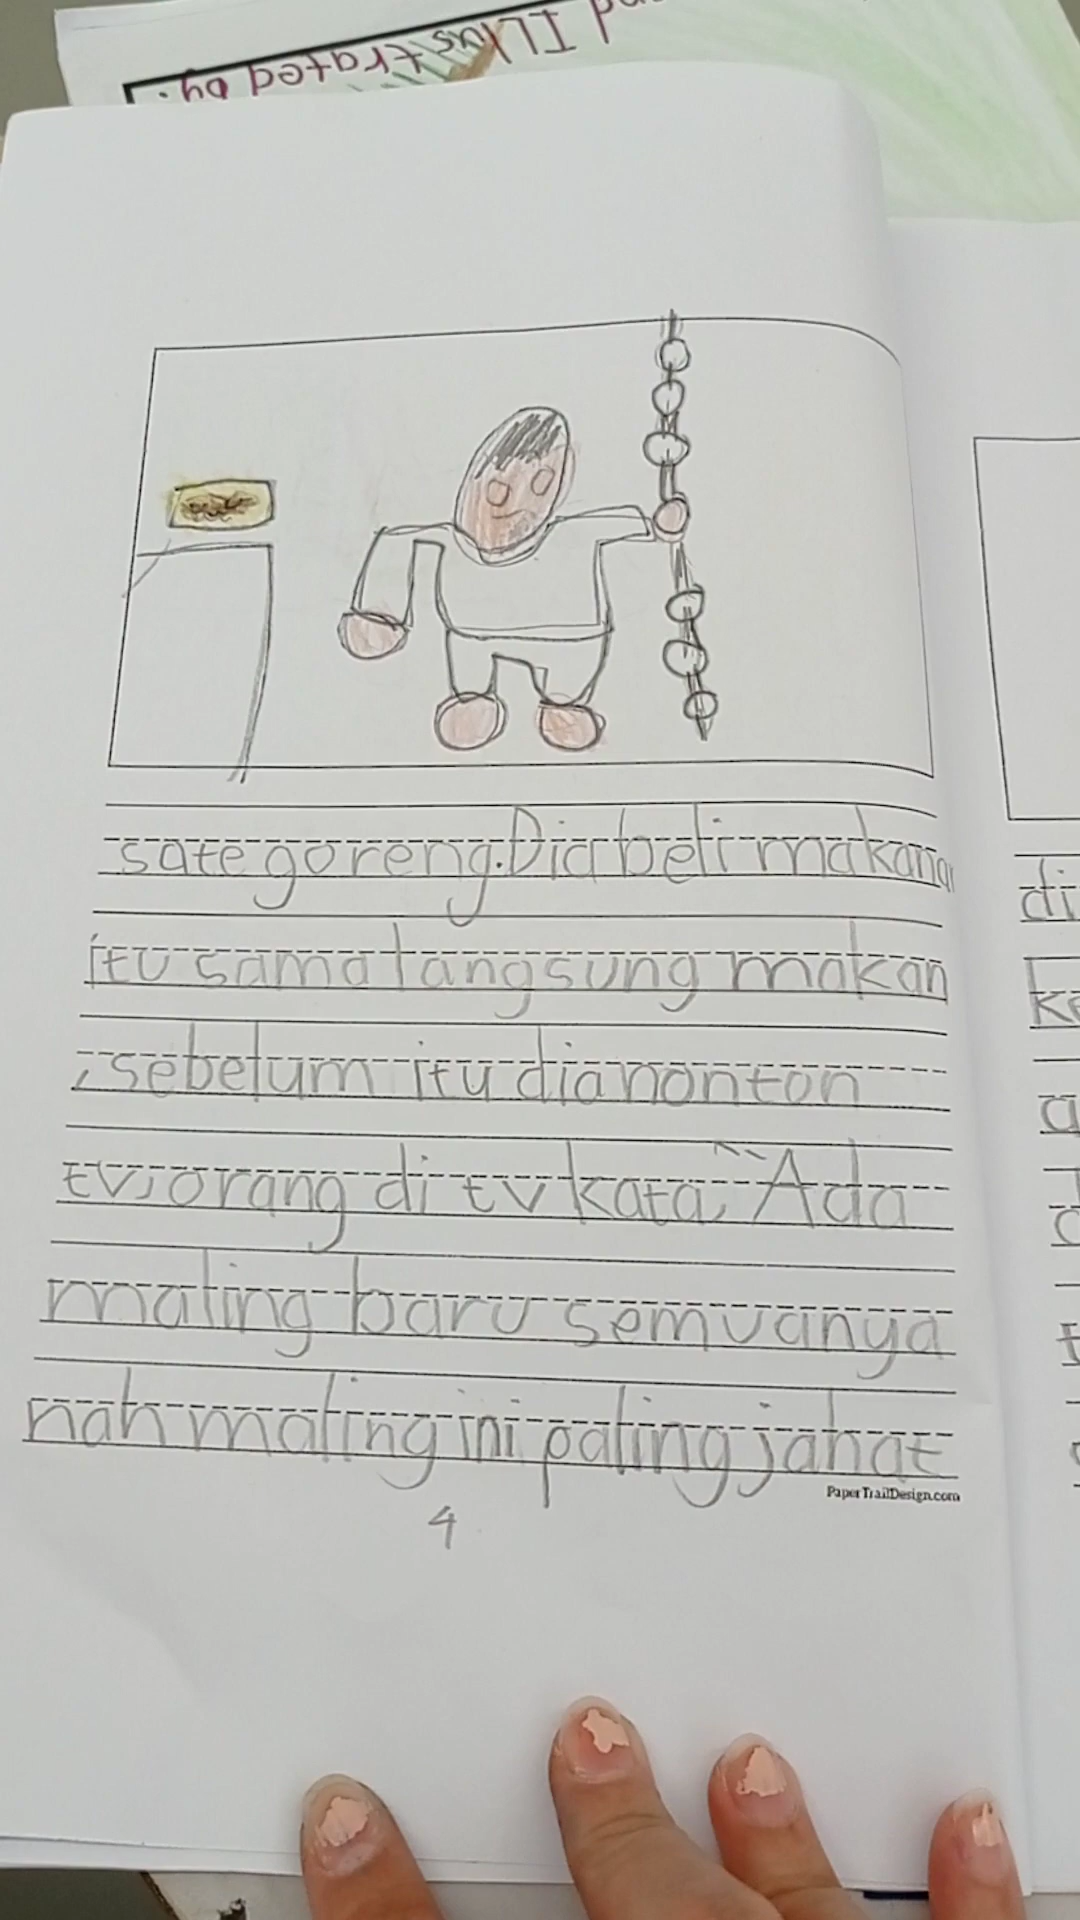 and Illustrated by:
sate goreng. Dia beli makanan
itu sama langsung makan
, sebelum itu dia nonton
tv, orang di tv kata, "Ada
maling baru semuanya
nah maling ini paling jahat
PaperTrailDesign.com
4
di